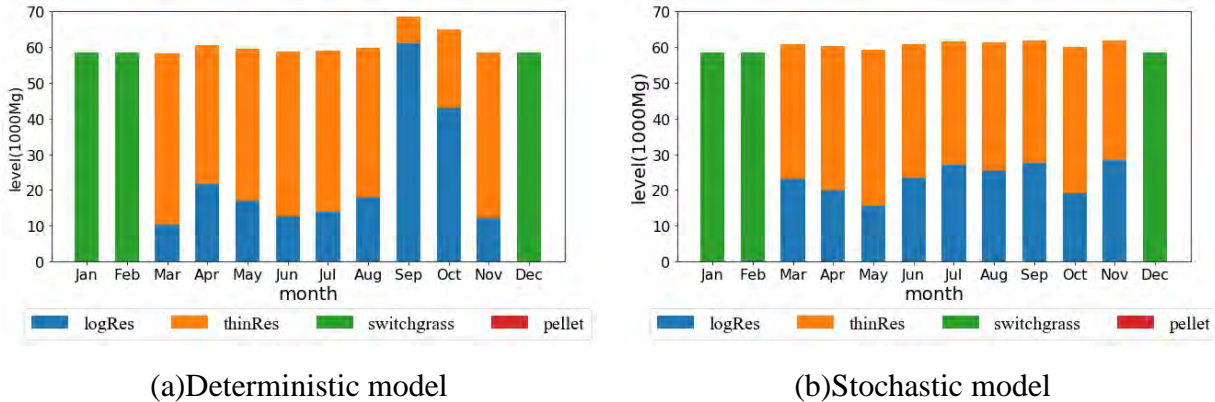 70
60
50
40
30
20
10
0
level(1000Mg)
Jan Feb Mar Apr May Jun Jul Aug Sep Oct Nov Dec
month
logRes thinRes switchgrass pellet
(a)Deterministic model
70
60
50
40
30
20
10
0
level(1000Mg)
Jan Feb Mar Apr May Jun Jul Aug Sep Oct Nov Dec
month
logRes thinRes switchgrass pellet
(b)Stochastic model